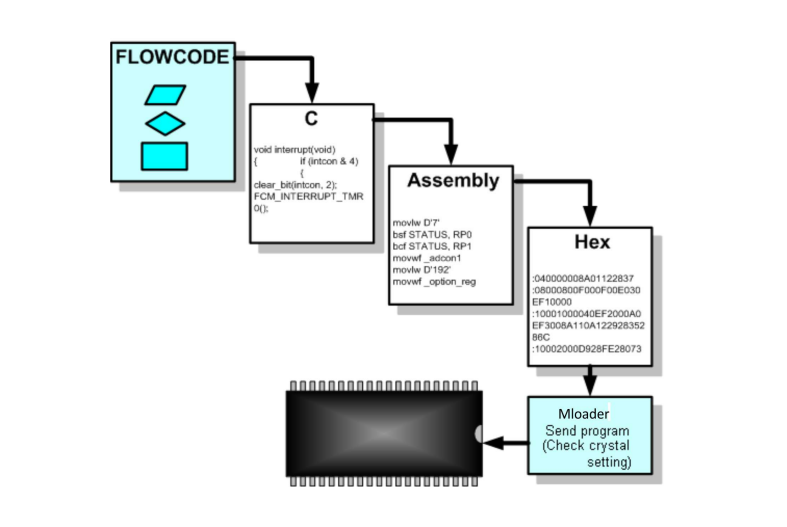 FLOWCODE
C
void interrupt(void)
{ if (intcon & 4)
{
clear_bit(intcon, 2);
FCM_INTERRUPT_TMR
0();
Assembly
movlw D'7'
bsf STATUS, RP0
bcf STATUS, RP1
movwf _adcon1
movlw D'192'
movwf _option_reg
Hex
:040000008A01122837
:08000800F000F00E030
EF10000
:10001000040EF2000A0
EF3008A110A122928352
86C
:10002000D928FE28073
Mloader
Send program
(Check crystal
setting)